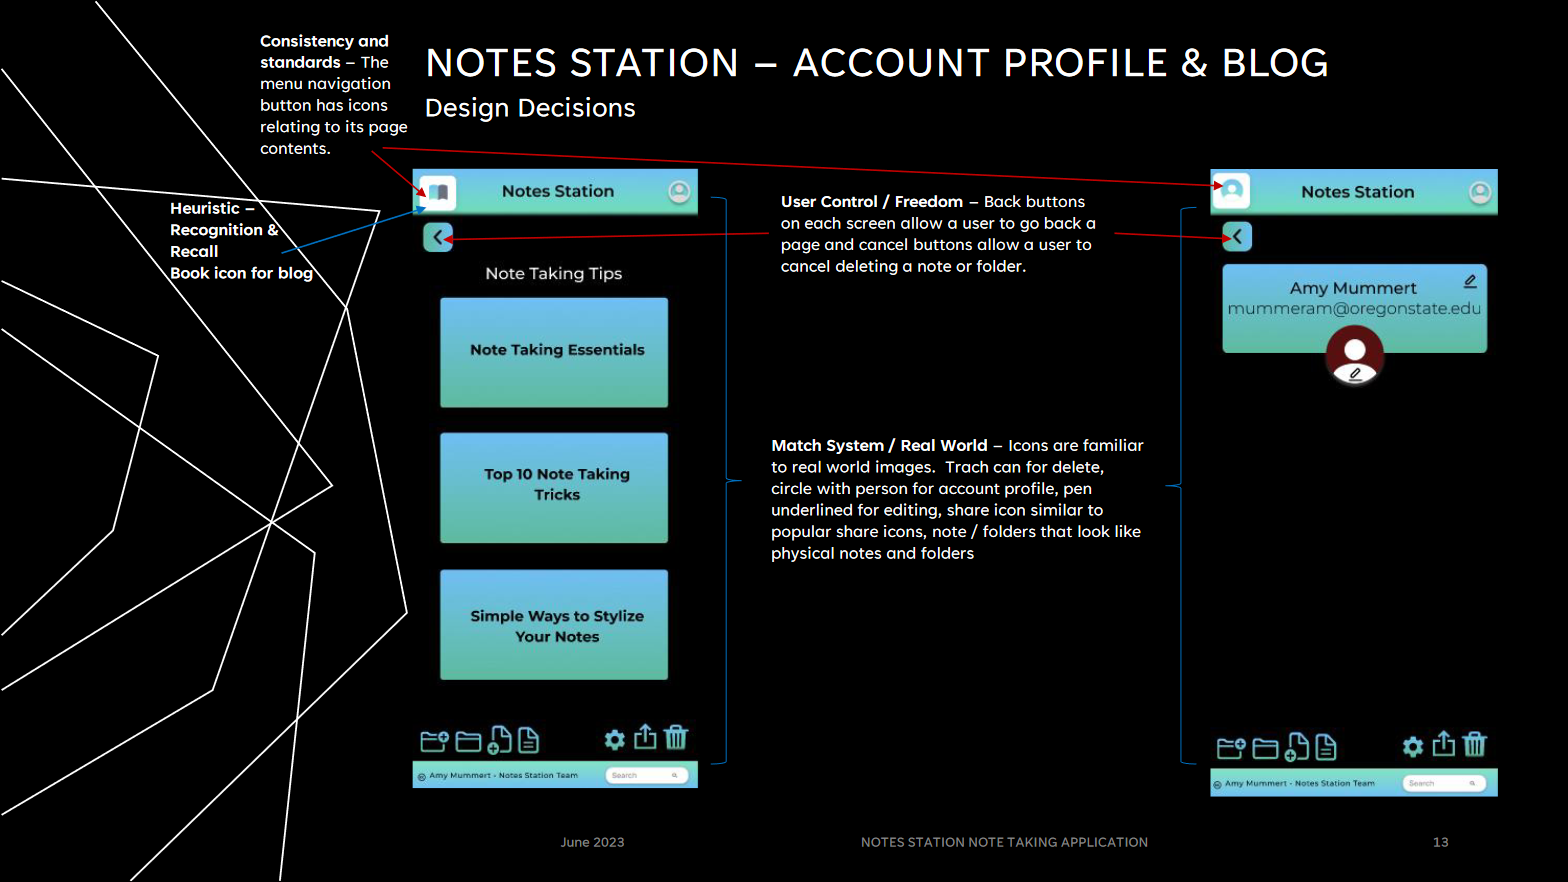 Consistency and
standards – The
menu navigation
button has icons
relating to its page
contents.
NOTES STATION – ACCOUNT PROFILE & BLOG
Design Decisions
Heuristic –
Recognition &
Recall
Book icon for blog
Notes Station
Note Taking Tips
Note Taking Essentials
Top 10 Note Taking
Tricks
Simple Ways to Stylize
Your Notes
© Amy Mummert - Notes Station Team
Search
User Control / Freedom – Back buttons
on each screen allow a user to go back a
page and cancel buttons allow a user to
cancel deleting a note or folder.
Match System / Real World – Icons are familiar
to real world images.  Trach can for delete,
circle with person for account profile, pen
underlined for editing, share icon similar to
popular share icons, note / folders that look like
physical notes and folders
Notes Station
Amy Mummert
mummeram@oregonstate.edu
© Amy Mummert - Notes Station Team
Search
June 2023
NOTES STATION NOTE TAKING APPLICATION
13